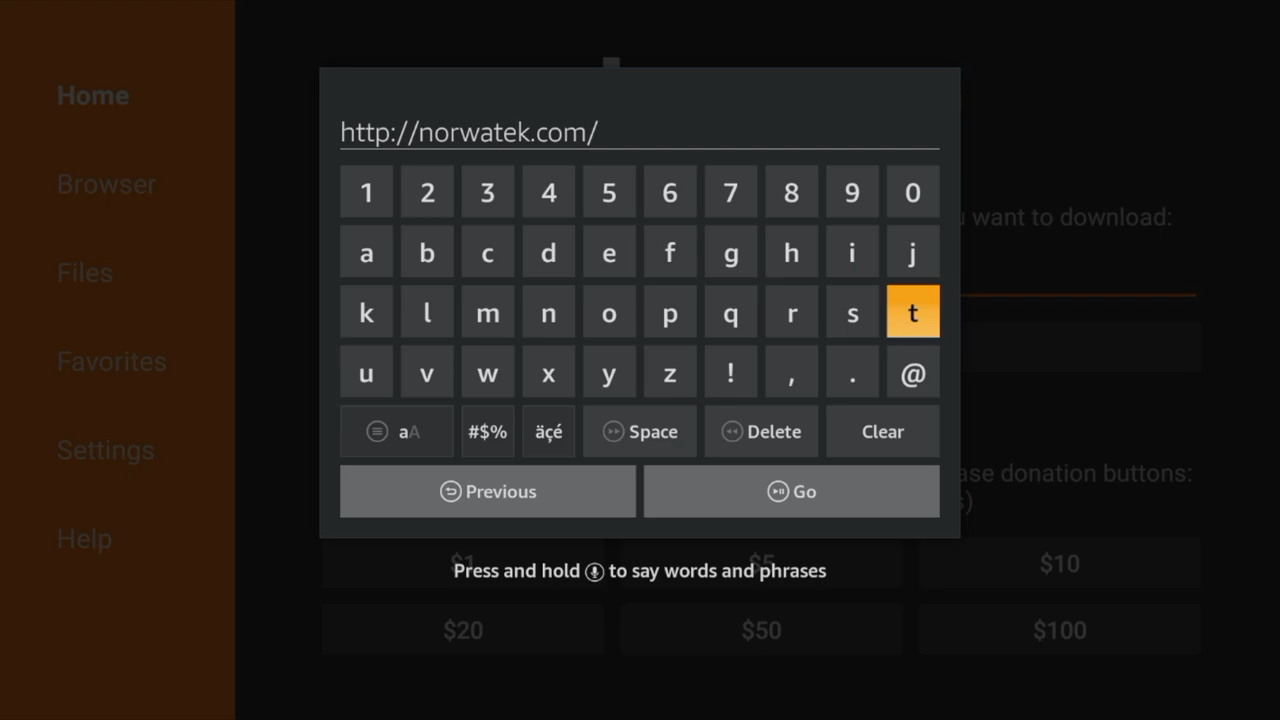 Home
Browser
Files
Favorites
Settings
Help
http://norwatek.com/
1 2 3 4 5 6 7 8 9 0
a b c d e f g h i j
k l m n o p q r s t
u v w x y z ! , . @
aA #$% äçé Space Delete Clear
Previous Go
Press and hold to say words and phrases
want to download:
donation buttons:
$1 $5 $10
$20 $50 $100